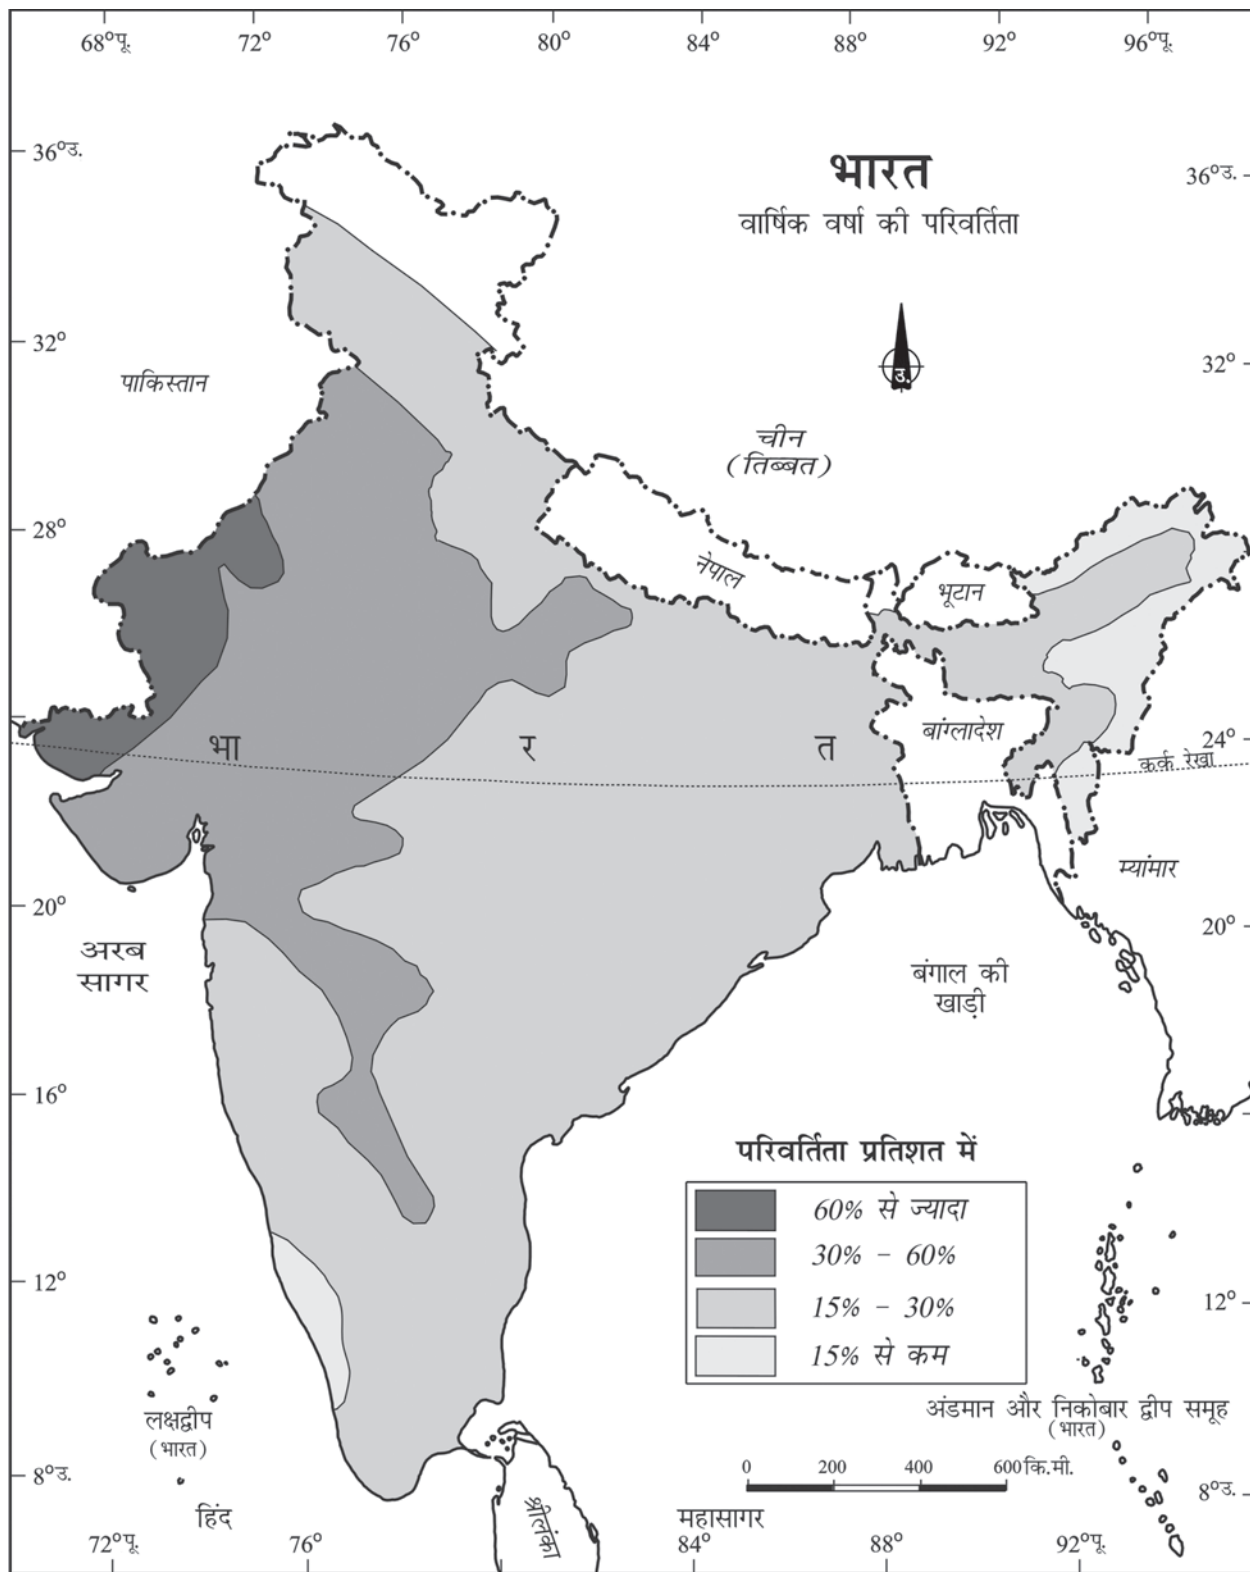 68°पू. 72° 76° 80° 84° 88° 92° 96°पू.
36°उ.
36°उ.
भारत
वार्षिक वर्षा की परिवर्तिता
32°
32°
पाकिस्तान
उ.
चीन
(तिब्बत)
28°
नेपाल
भूटान
भा र त
बांग्लादेश
24°
कर्क रेखा
म्यांमार
20°
20°
अरब
सागर
बंगाल की
खाड़ी
16°
परिवर्तिता प्रतिशत में
60% से ज्यादा
30% - 60%
15% - 30%
15% से कम
12°
12°
लक्षद्वीप
(भारत)
अंडमान और निकोबार द्वीप समूह
(भारत)
0 200 400 600 कि.मी.
8°उ.
8°उ.
हिंद
श्रीलंका
महासागर
72°पू. 76° 84° 88° 92°पू.